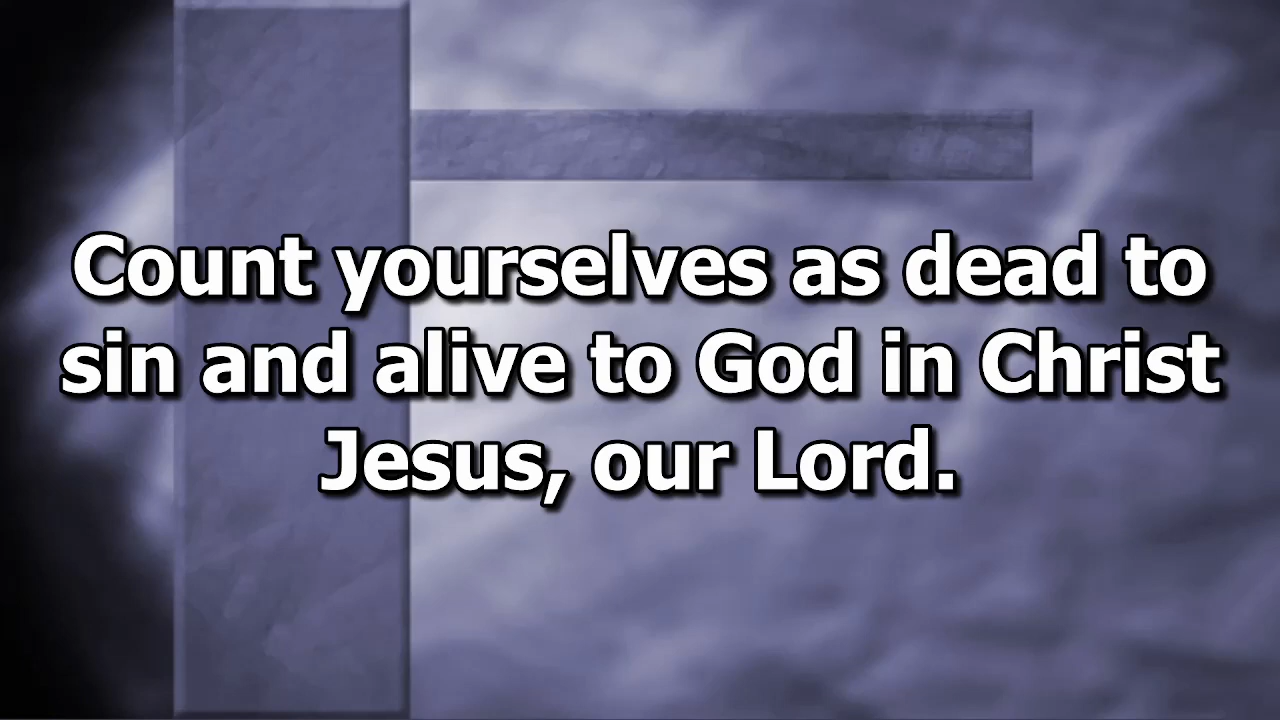 Count yourselves as dead to
sin and alive to God in Christ
Jesus, our Lord.